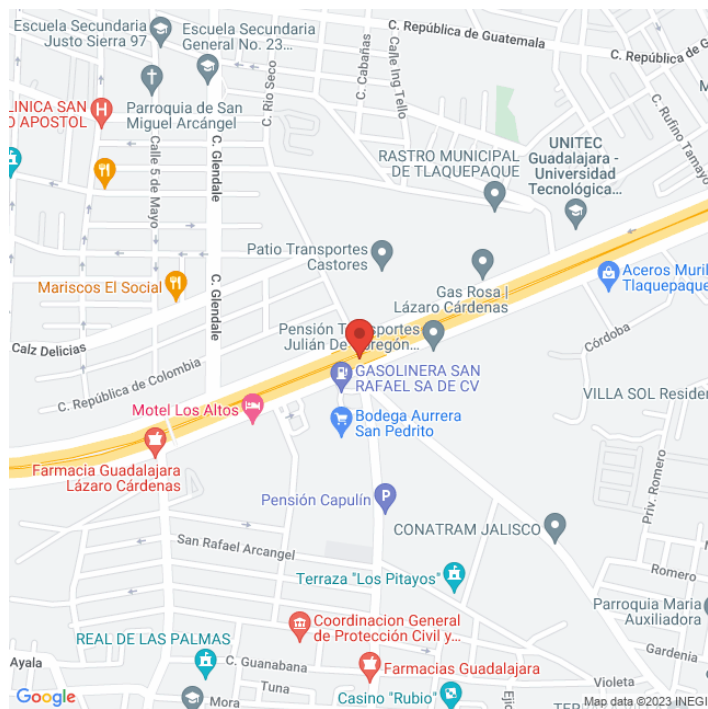 Escuela Secundaria
Justo Sierra 97
Escuela Secundaria
General No. 23...
C. República de Guatemala
C. República de
C. Cabañas
C. Calle Ing Tello
C. Río Seco
LINICA SAN
O APOSTOL
Parroquia de San
Miguel Arcángel
Calle 5 de Mayo
C. Glendale
RASTRO MUNICIPAL
DE TLAQUEPAQUE
UNITEC
Guadalajara -
Universidad
Tecnológica...
C. Rufino Tamayo
M
Patio Transportes
Castores
Mariscos El Social
C. Glendale
Gas Rosa |
Lázaro Cárdenas
Aceros Muril
Tlaquepaque
Calz Delicias
Pensión Transportes
Julián De Obregón...
Córdoba
C. República de Colombia
GASOLINERA SAN
RAFAEL SA DE CV
VILLA SOL Reside
Motel Los Altos
Bodega Aurrera
San Pedrito
Farmacia Guadalajara
Lázaro Cárdenas
Priv. Romero
Pensión Capulín
P
CONATRAM JALISCO
San Rafael Arcangel
Terraza "Los Pitayos"
Romero
Parroquia Maria
Auxiliadora
Coordinacion General
de Protección Civil y...
REAL DE LAS PALMAS
Ayala
C. Guanabana
Farmacias Guadalajara
Gardenia
Tuna
Violeta
Google
Mora
Casino "Rubio"
Ejid
TER
Map data ©2023 INEGI